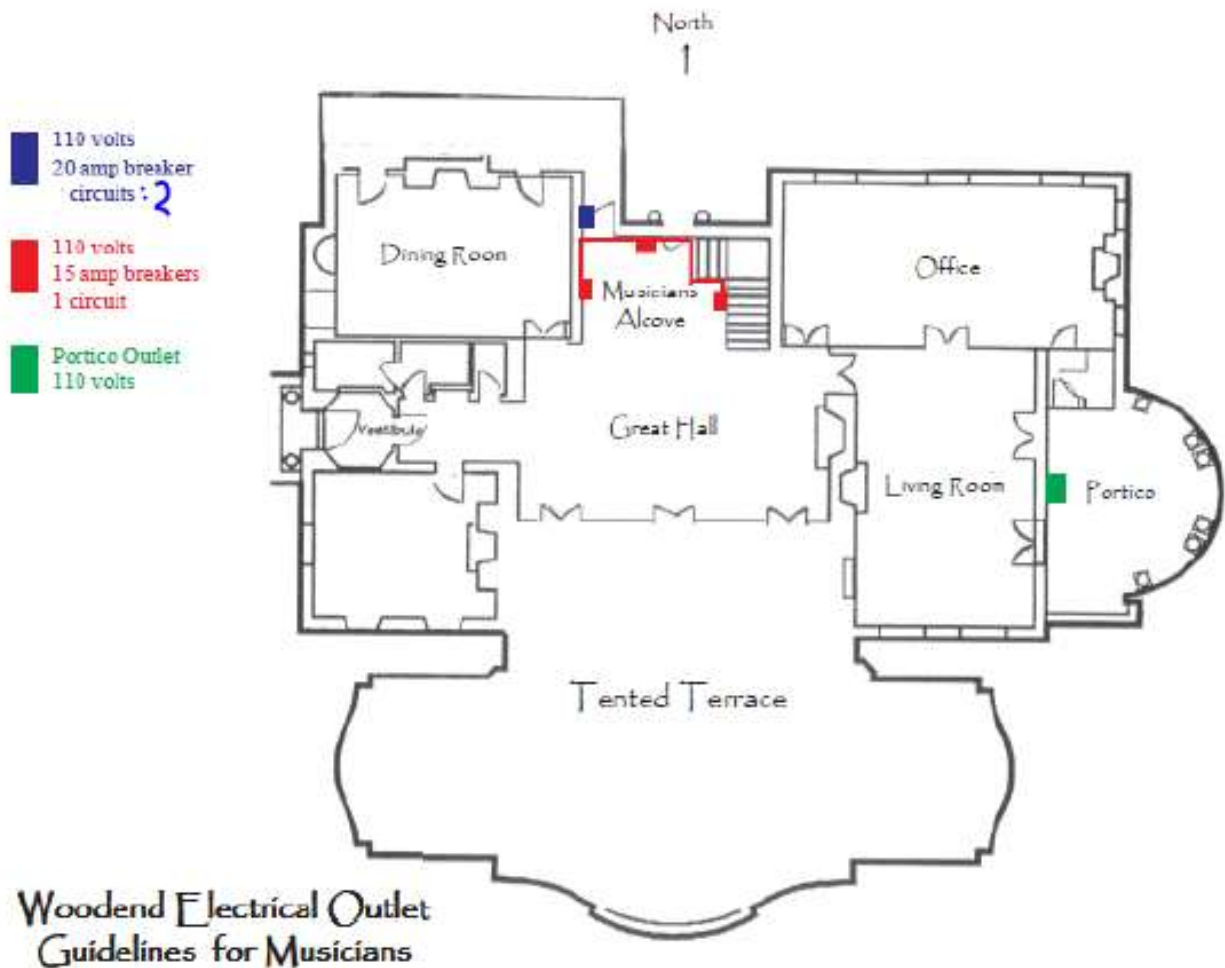 North
110 volts
20 amp breaker
circuits : 2
110 volts
15 amp breakers
1 circuit
Portico Outlet
110 volts
Dining Room
Office
Musicians
Alcove
Vestibule
Great Hall
Living Room
Portico
Tented Terrace
Woodend Electrical Outlet
Guidelines for Musicians